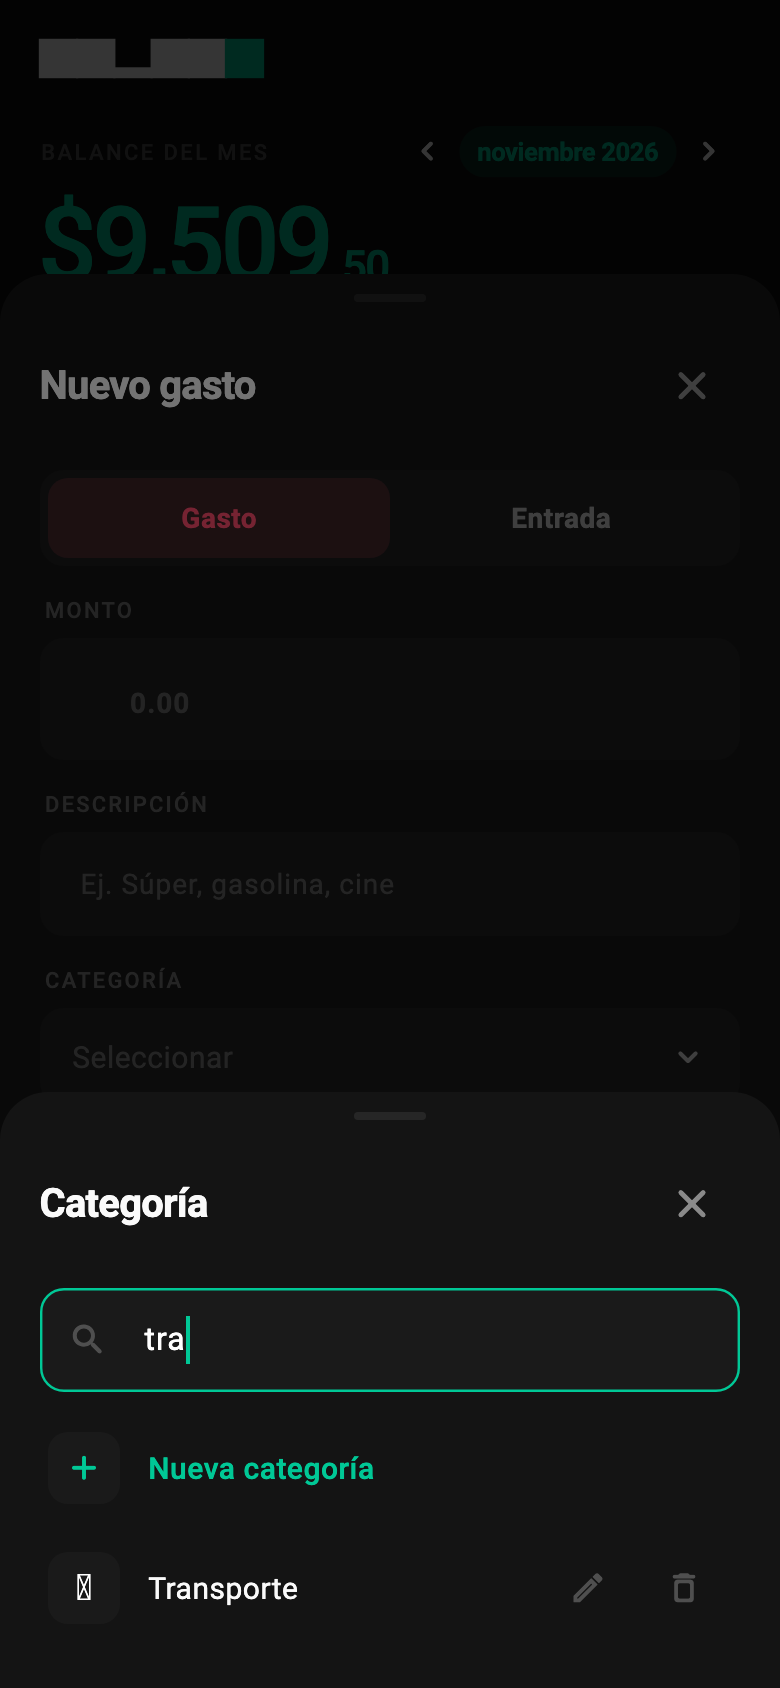 BALANCE DEL MES
noviembre 2026
$9,509.50
Nuevo gasto
Gasto
Entrada
MONTO
0.00
DESCRIPCIÓN
Ej. Súper, gasolina, cine
CATEGORÍA
Seleccionar
Categoría
tra
Nueva categoría
Transporte